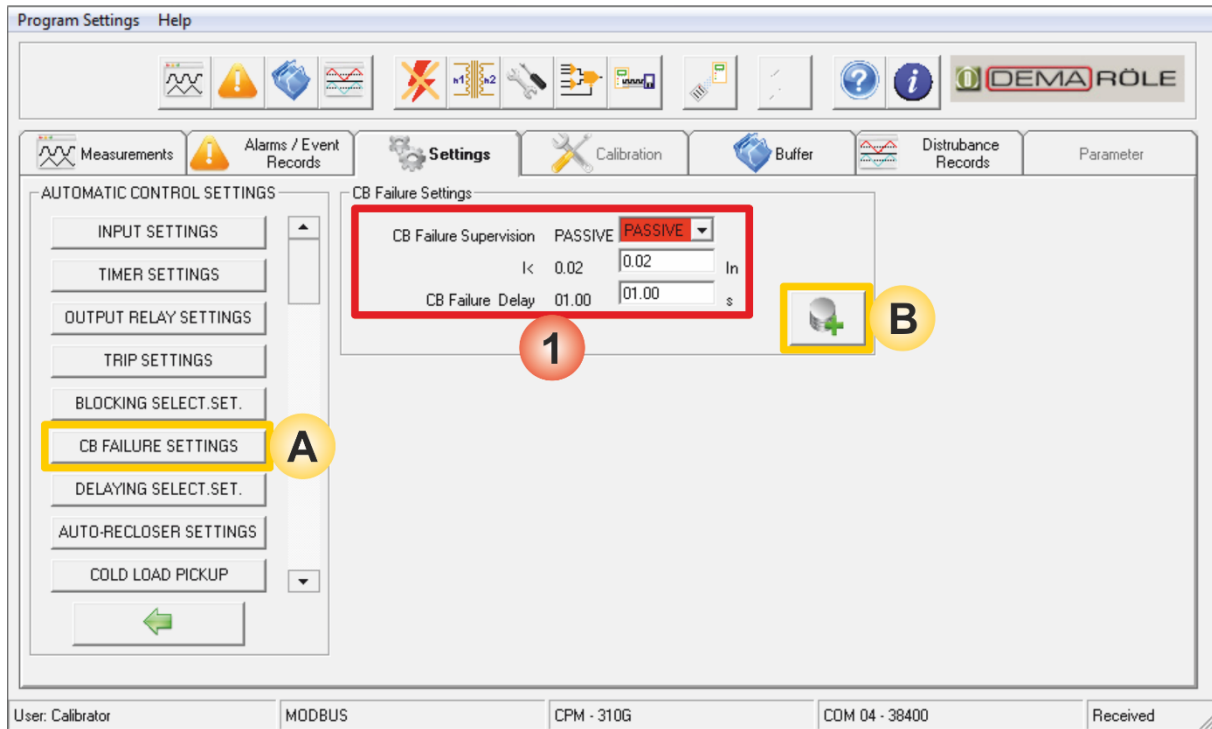 Program Settings Help
h1 h2
DEMA RÖLE
Measurements
Alarms / Event
Records
Settings
Calibration
Buffer
Distrubance
Records
Parameter
AUTOMATIC CONTROL SETTINGS
INPUT SETTINGS
TIMER SETTINGS
OUTPUT RELAY SETTINGS
TRIP SETTINGS
BLOCKING SELECT.SET.
CB FAILURE SETTINGS
A
DELAYING SELECT.SET.
AUTO-RECLOSER SETTINGS
COLD LOAD PICKUP
CB Failure Settings
CB Failure Supervision PASSIVE PASSIVE
I< 0.02 0.02 In
CB Failure Delay 01.00 01.00 s
1
B
User: Calibrator MODBUS CPM - 310G COM 04 - 38400 Received